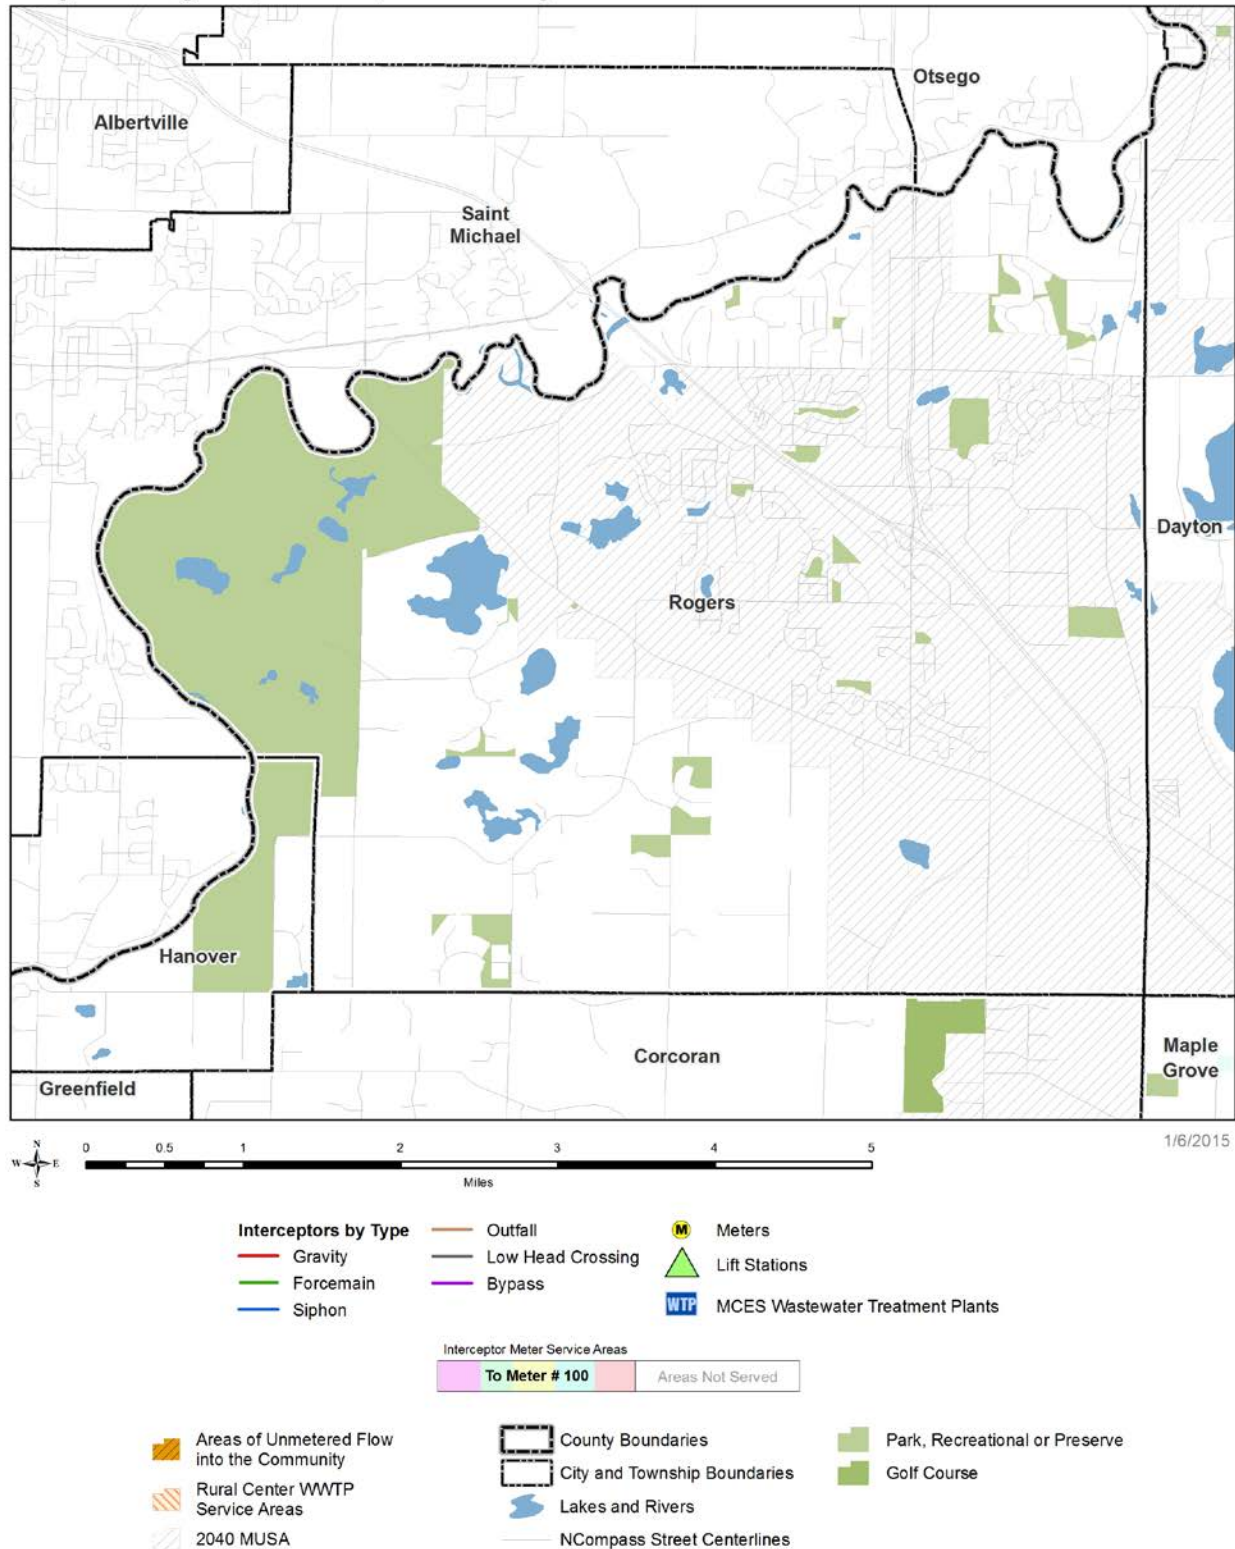 Otsego
Albertville
Saint
Michael
Dayton
Rogers
Hanover
Corcoran
Maple
Grove
Greenfield
1/6/2015
N
W E
S
0 0.5 1 2 3 4 5
Miles
Interceptors by Type
Gravity
Forcemain
Siphon
Outfall
Low Head Crossing
Bypass
M Meters
Lift Stations
WTP MCES Wastewater Treatment Plants
Interceptor Meter Service Areas
To Meter # 100 Areas Not Served
Areas of Unmetered Flow
into the Community
Rural Center WWTP
Service Areas
2040 MUSA
County Boundaries
City and Township Boundaries
Lakes and Rivers
NCompass Street Centerlines
Park, Recreational or Preserve
Golf Course